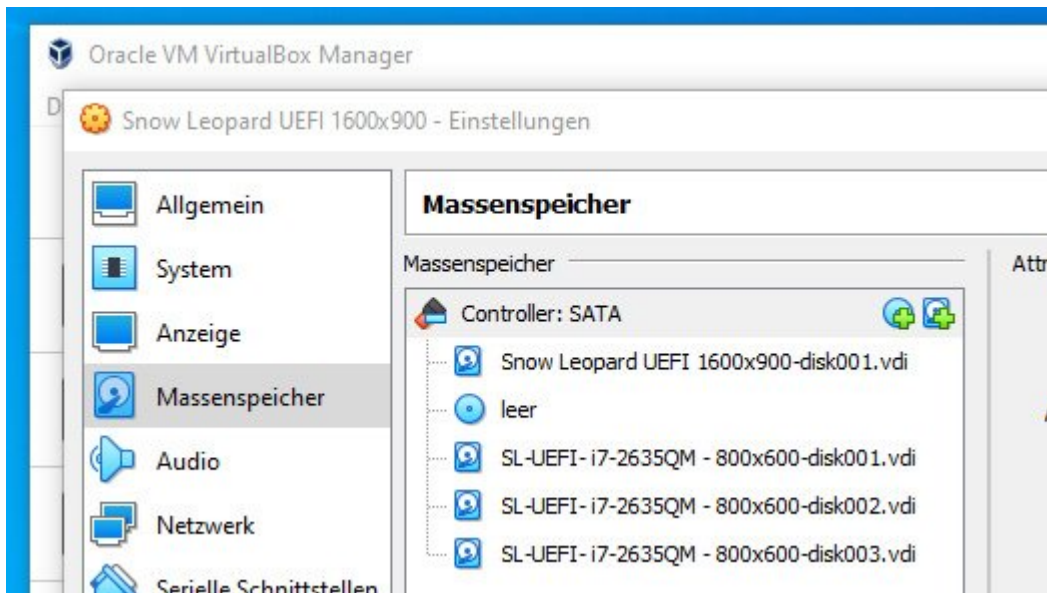 Oracle VM VirtualBox Manager
D
Snow Leopard UEFI 1600x900 - Einstellungen
Allgemein
System
Anzeige
Massenspeicher
Audio
Netzwerk
Serielle Schnittstellen
Massenspeicher
Massenspeicher
Controller: SATA
Snow Leopard UEFI 1600x900-disk001.vdi
leer
SL-UEFI- i7-2635QM - 800x600-disk001.vdi
SL-UEFI- i7-2635QM - 800x600-disk002.vdi
SL-UEFI- i7-2635QM - 800x600-disk003.vdi
Attr